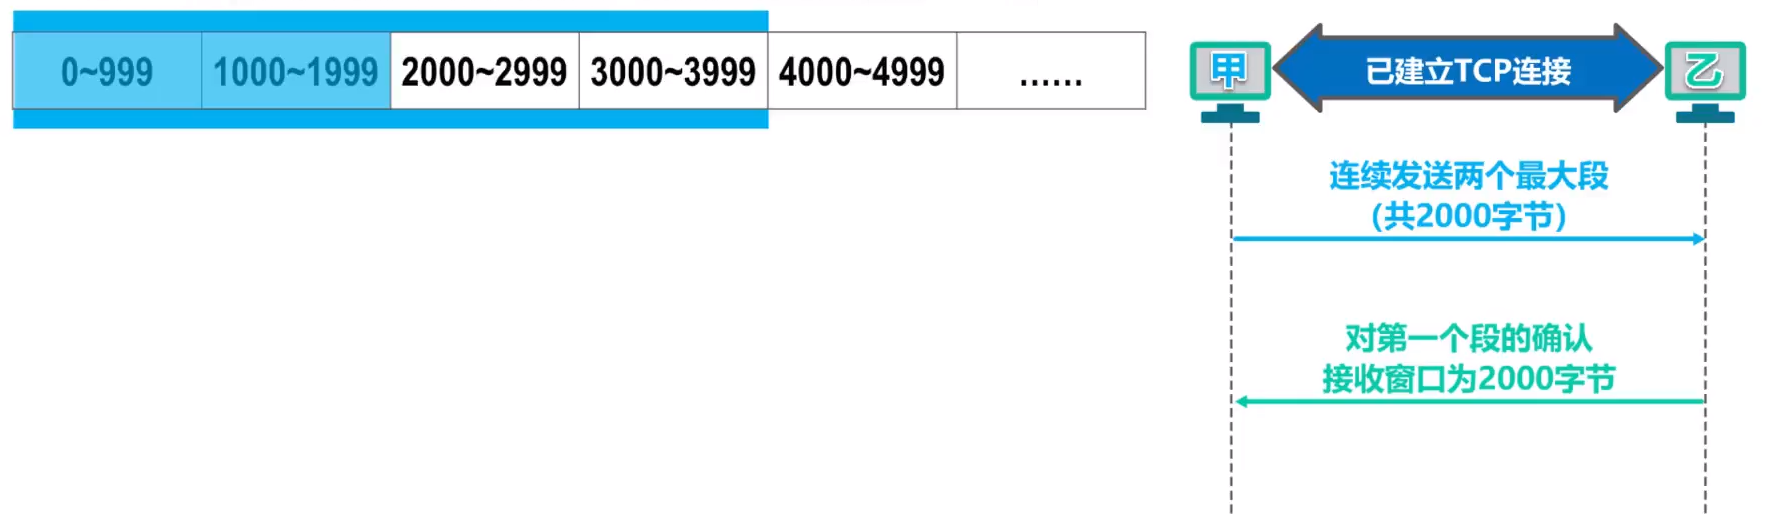 0~999 1000~1999 2000~2999 3000~3999 4000~4999 ......
甲 已建立TCP连接 乙
连续发送两个最大段
(共2000字节)
对第一个段的确认
接收窗口为2000字节